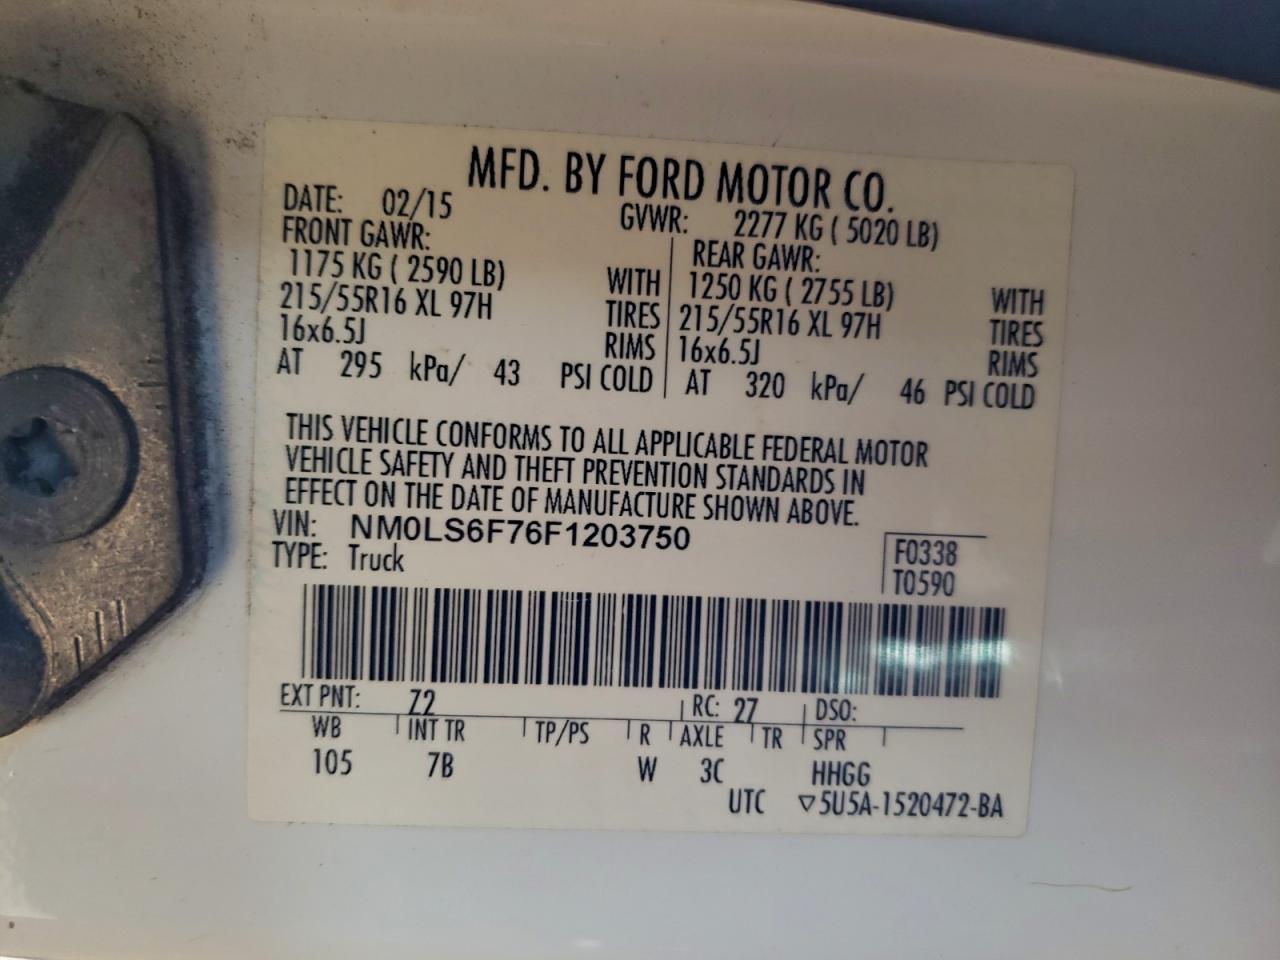 MFD. BY FORD MOTOR CO.
DATE: 02/15 GVWR: 2277 KG ( 5020 LB)
FRONT GAWR: REAR GAWR:
1175 KG ( 2590 LB) WITH 1250 KG ( 2755 LB) WITH
215/55R16 XL 97H TIRES 215/55R16 XL 97H TIRES
16x6.5J RIMS 16x6.5J RIMS
AT 295 kPa/ 43 PSI COLD AT 320 kPa/ 46 PSI COLD
THIS VEHICLE CONFORMS TO ALL APPLICABLE FEDERAL MOTOR
VEHICLE SAFETY AND THEFT PREVENTION STANDARDS IN
EFFECT ON THE DATE OF MANUFACTURE SHOWN ABOVE.
VIN: NM0LS6F76F1203750
TYPE: Truck
F0338
T0590
EXT PNT: Z2 RC: 27 DSO:
WB INT TR TP/PS R AXLE TR SPR
105 7B W 3C HHGG
UTC ▽5U5A-1520472-BA